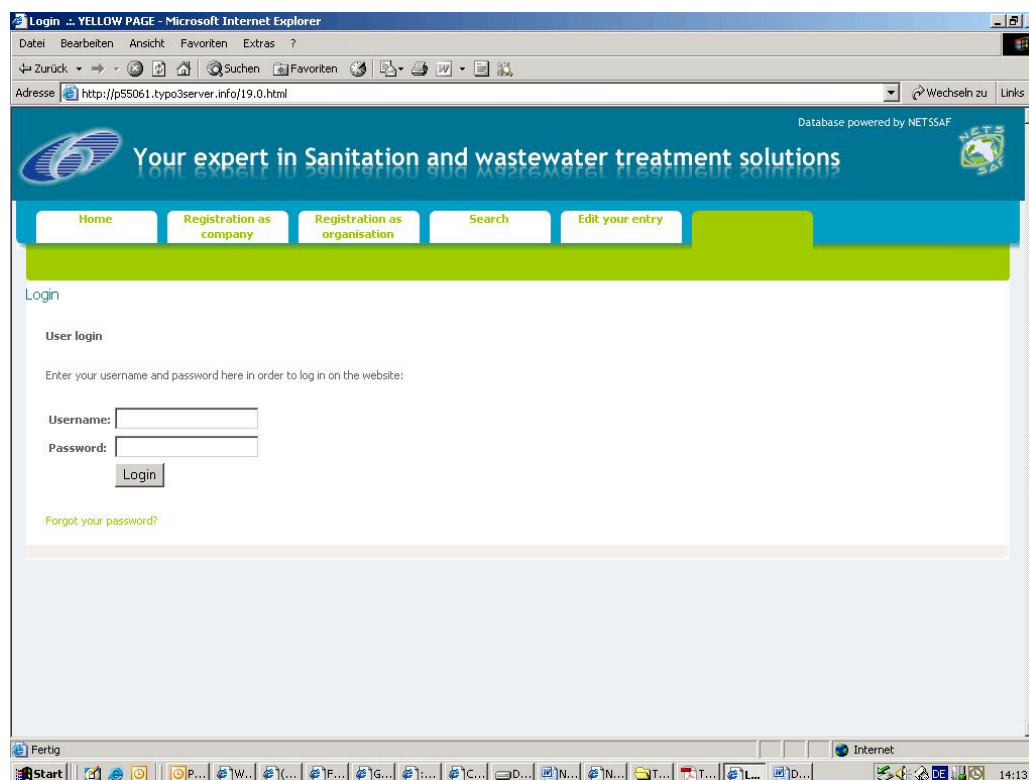 Login .:. YELLOW PAGE - Microsoft Internet Explorer
Datei Bearbeiten Ansicht Favoriten Extras ?
Zurück Suchen Favoriten
Adresse http://p55061.typo3server.info/19.0.html Wechseln zu Links
Database powered by NETSSAF
NETS
Your expert in Sanitation and wastewater treatment solutions
Home Registration as company Registration as organisation Search Edit your entry
Login
User login
Enter your username and password here in order to log in on the website:
Username:
Password:
Login
Forgot your password?
Fertig Internet
Start P... W... (... F... G... :... C... D... N... N... T... T... L... D... DE 14:13